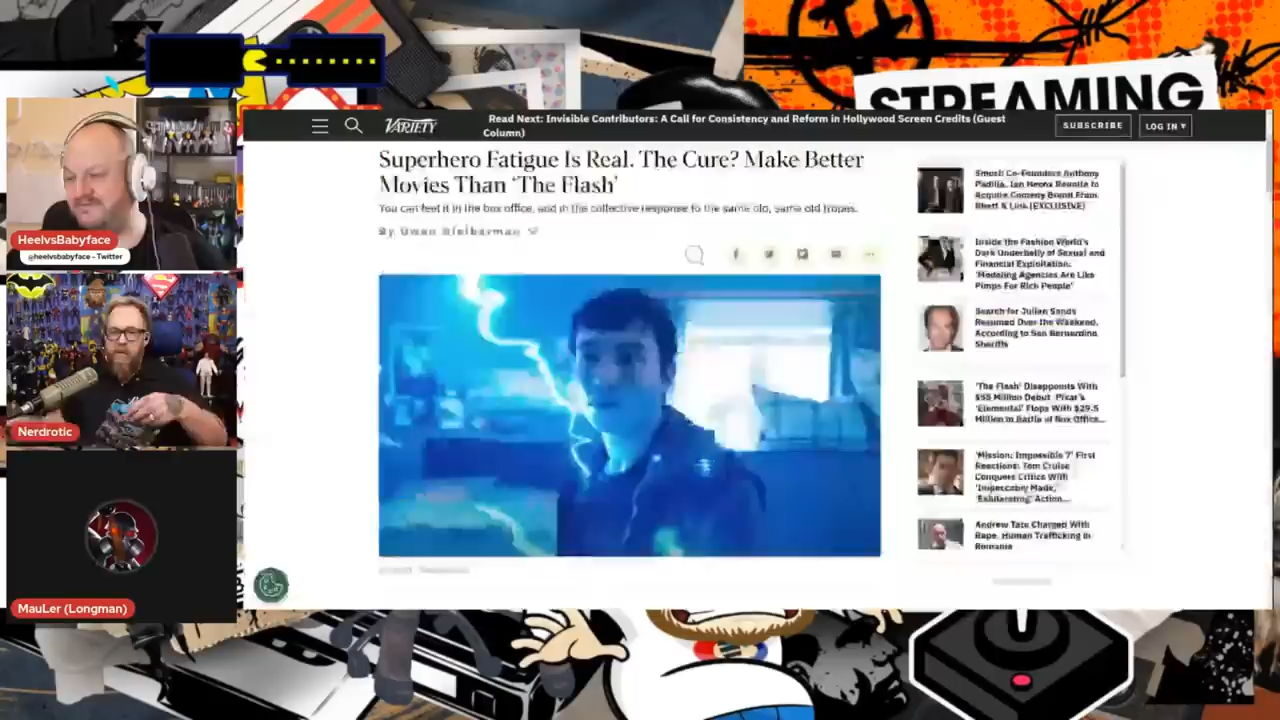 STREAMING
VARIETY
Read Next: Invisible Contributors: A Call for Consistency and Reform in Hollywood Screen Credits (Guest
Column)
SUBSCRIBE
LOG IN
Superhero Fatigue Is Real. The Cure? Make Better
Movies Than ‘The Flash’
You can feel it in the box office, and in the collective response to the same old, same old tropes.
By Owen Gleiberman
Smosh Co-Founders Anthony
Padilla, Ian Hecox Reunite to
Acquire Comedy Brand From
Rhett & Link (EXCLUSIVE)
Inside the Fashion World's
Dark Underbelly of Sexual and
Financial Exploitation:
'Modeling Agencies Are Like
Pimps For Rich People'
Search for Julian Sands
Resumed Over the Weekend,
According to San Bernardino
Sheriffs
'The Flash' Disappoints With
$55 Million Debut, Pixar's
'Elemental' Flops With $29.5
Million in Battle of Box Office...
'Mission: Impossible 7' First
Reactions: Tom Cruise
Conquers Critics With
'Impeccably Made,
'Exhilarating' Action...
Andrew Tate Charged With
Rape, Human Trafficking in
Romania
HeelvsBabyface
@heelvsbabyface - Twitter
Nerdrotic
MauLer (Longman)